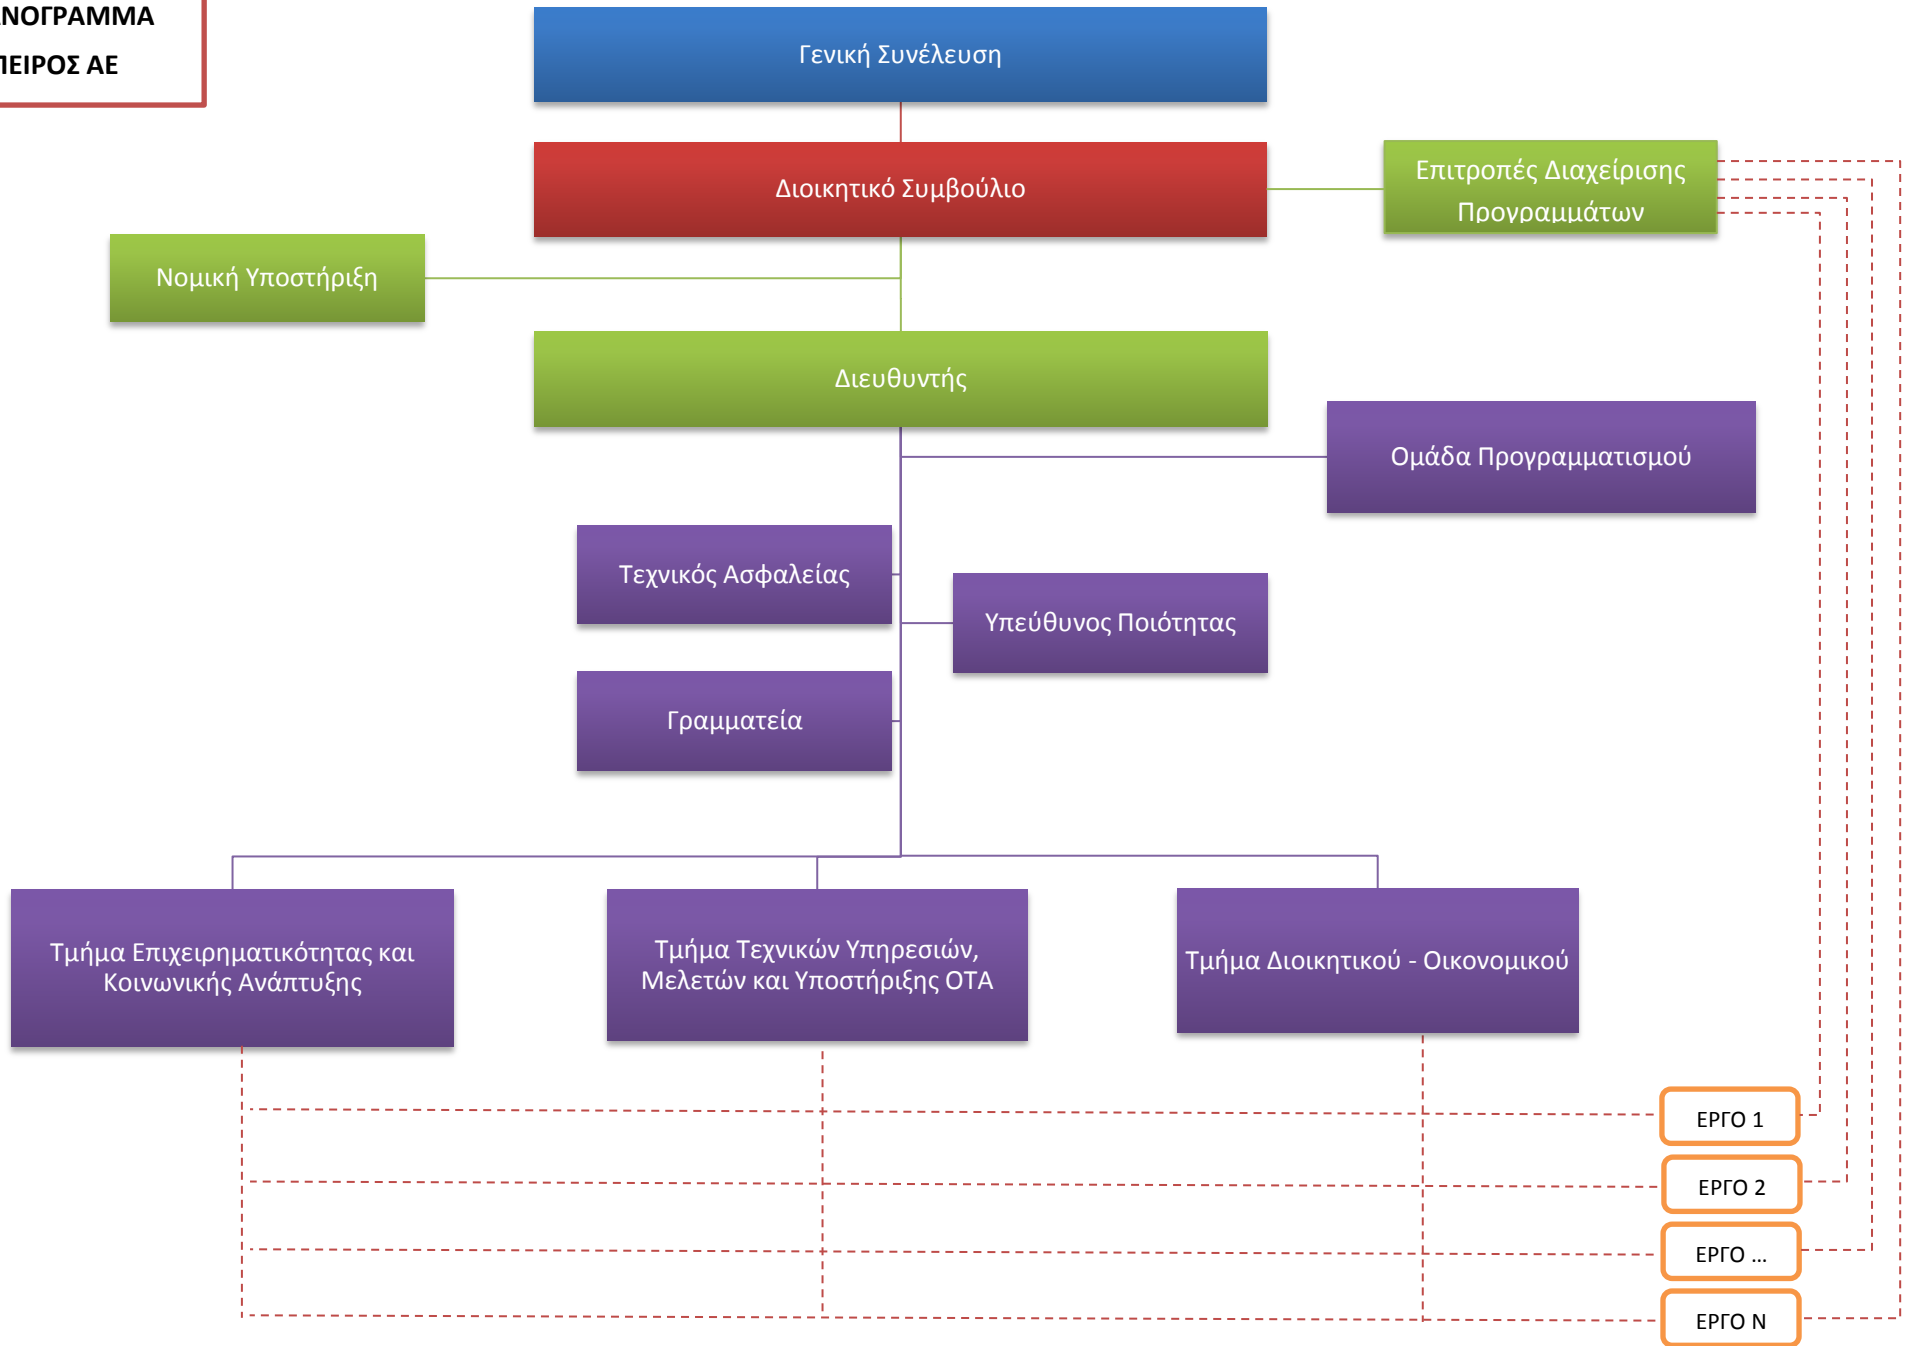 ΝΟΓΡΑΜΜΑ
ΠΕΙΡΟΣ ΑΕ
Γενική Συνέλευση
Διοικητικό Συμβούλιο
Επιτροπές Διαχείρισης
Προγραμμάτων
Νομική Υποστήριξη
Διευθυντής
Ομάδα Προγραμματισμού
Τεχνικός Ασφαλείας
Υπεύθυνος Ποιότητας
Γραμματεία
Τμήμα Επιχειρηματικότητας και
Κοινωνικής Ανάπτυξης
Τμήμα Τεχνικών Υπηρεσιών,
Μελετών και Υποστήριξης ΟΤΑ
Τμήμα Διοικητικού - Οικονομικού
ΕΡΓΟ 1
ΕΡΓΟ 2
ΕΡΓΟ ...
ΕΡΓΟ Ν